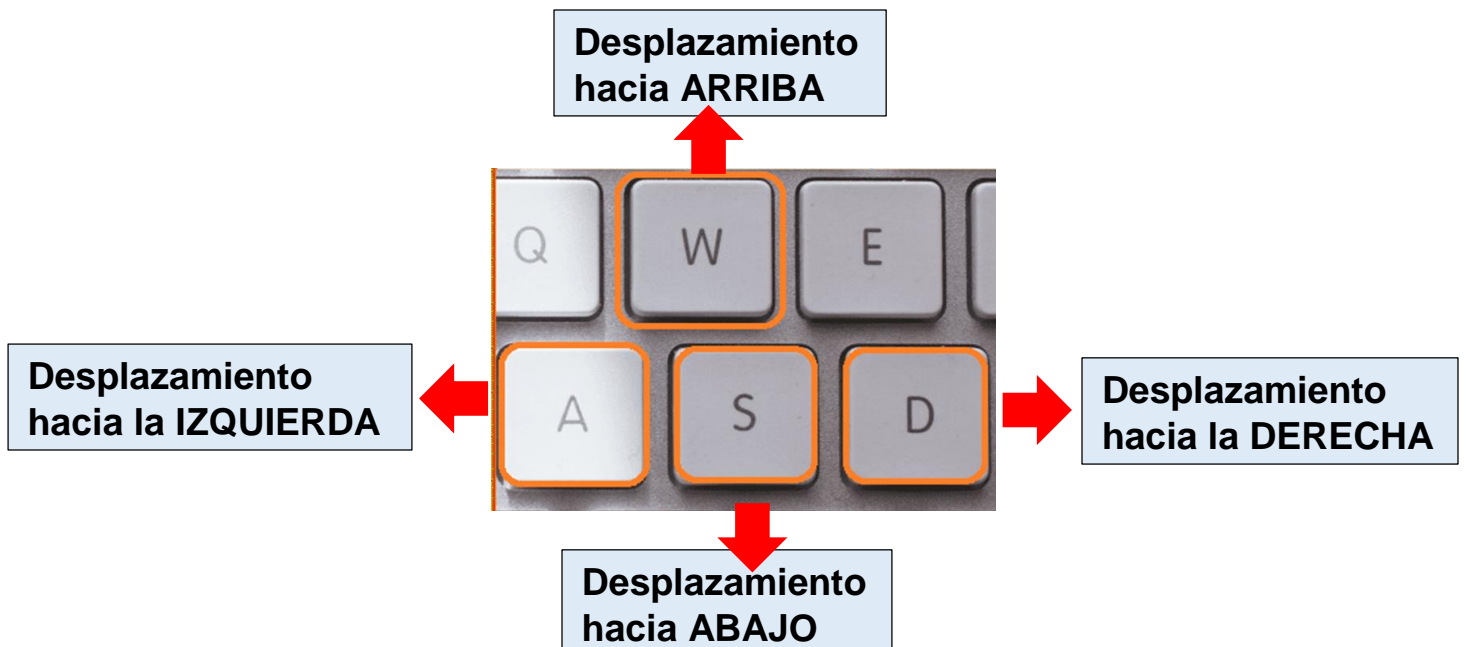 Desplazamiento
hacia ARRIBA
Q W E
Desplazamiento
hacia la IZQUIERDA
A S D
Desplazamiento
hacia la DERECHA
Desplazamiento
hacia ABAJO